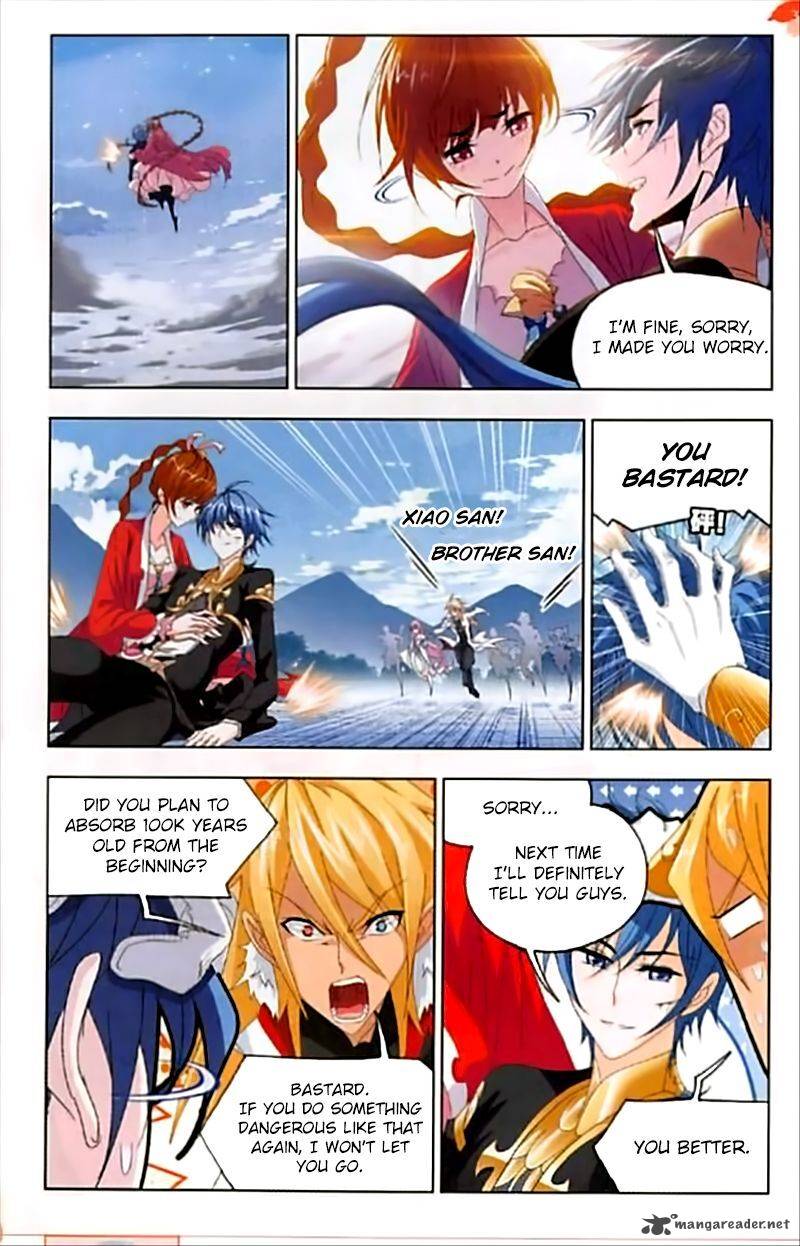 I'M FINE, SORRY,
I MADE YOU WORRY.
XIAO SAN!
BROTHER SAN!
YOU
BASTARD!
砰!
DID YOU PLAN TO
ABSORB 100K YEARS
OLD FROM THE
BEGINNING?
BASTARD.
IF YOU DO SOMETHING
DANGEROUS LIKE THAT
AGAIN, I WON'T LET
YOU GO.
SORRY...
NEXT TIME
I'LL DEFINITELY
TELL YOU GUYS.
YOU BETTER.
mangareader.net